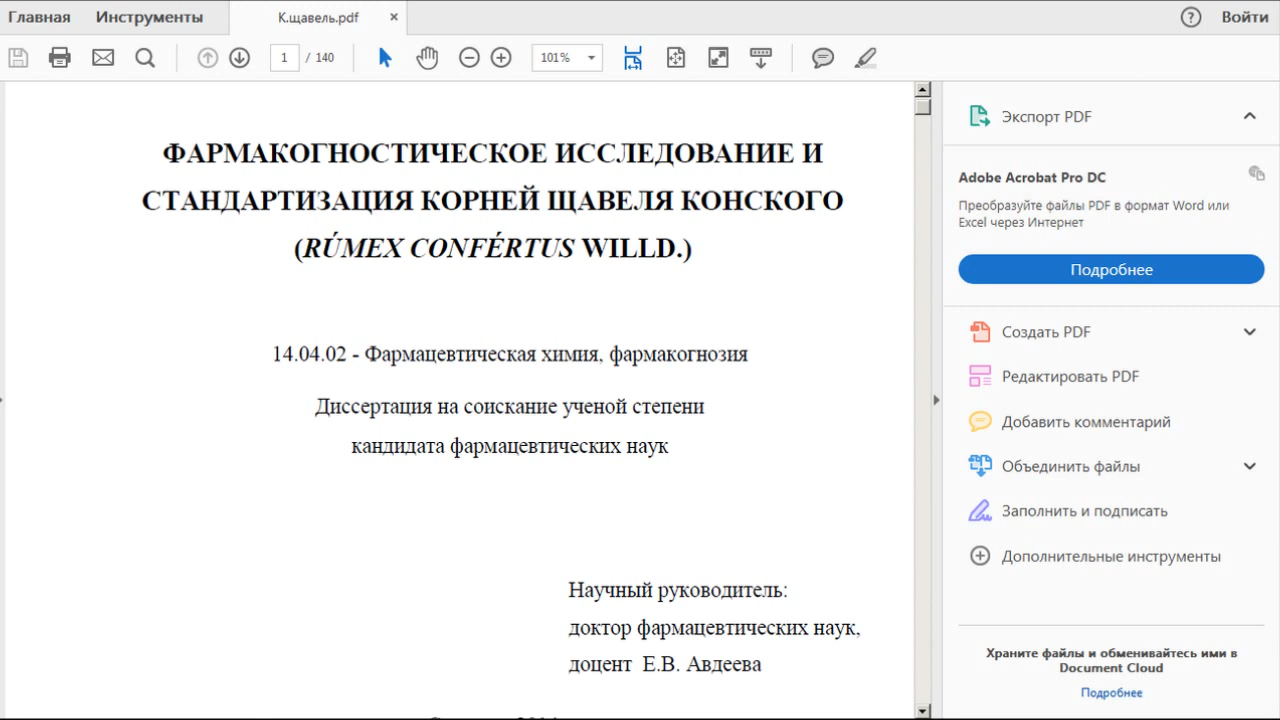 Главная Инструменты К.щавель.pdf × ? Войти
1 / 140 101%
ФАРМАКОГНОСТИЧЕСКОЕ ИССЛЕДОВАНИЕ И
СТАНДАРТИЗАЦИЯ КОРНЕЙ ЩАВЕЛЯ КОНСКОГО
(RÚMEX CONFÉRTUS WILLD.)
14.04.02 - Фармацевтическая химия, фармакогнозия
Диссертация на соискание ученой степени
кандидата фармацевтических наук
Научный руководитель:
доктор фармацевтических наук,
доцент Е.В. Авдеева
Экспорт PDF
Adobe Acrobat Pro DC
Преобразуйте файлы PDF в формат Word или
Excel через Интернет
Подробнее
Создать PDF
Редактировать PDF
Добавить комментарий
Объединить файлы
Заполнить и подписать
Дополнительные инструменты
Храните файлы и обменивайтесь ими в
Document Cloud
Подробнее